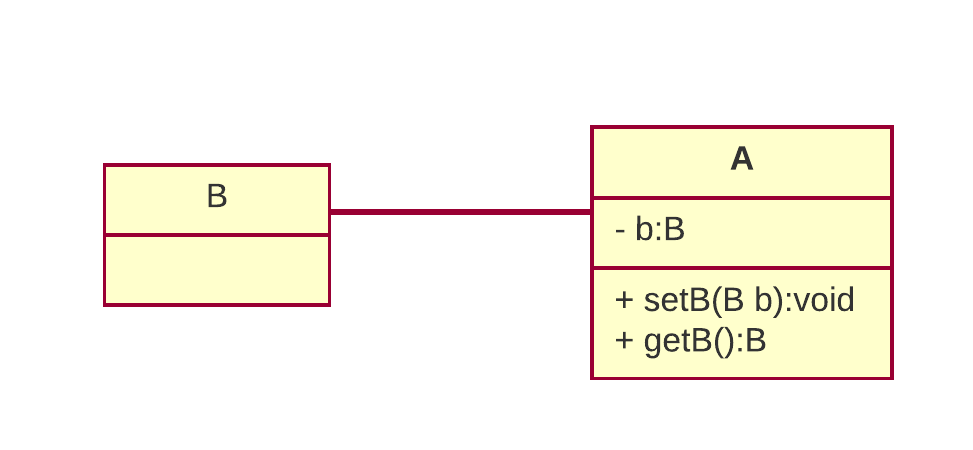 B
A
- b:B
+ setB(B b):void
+ getB():B